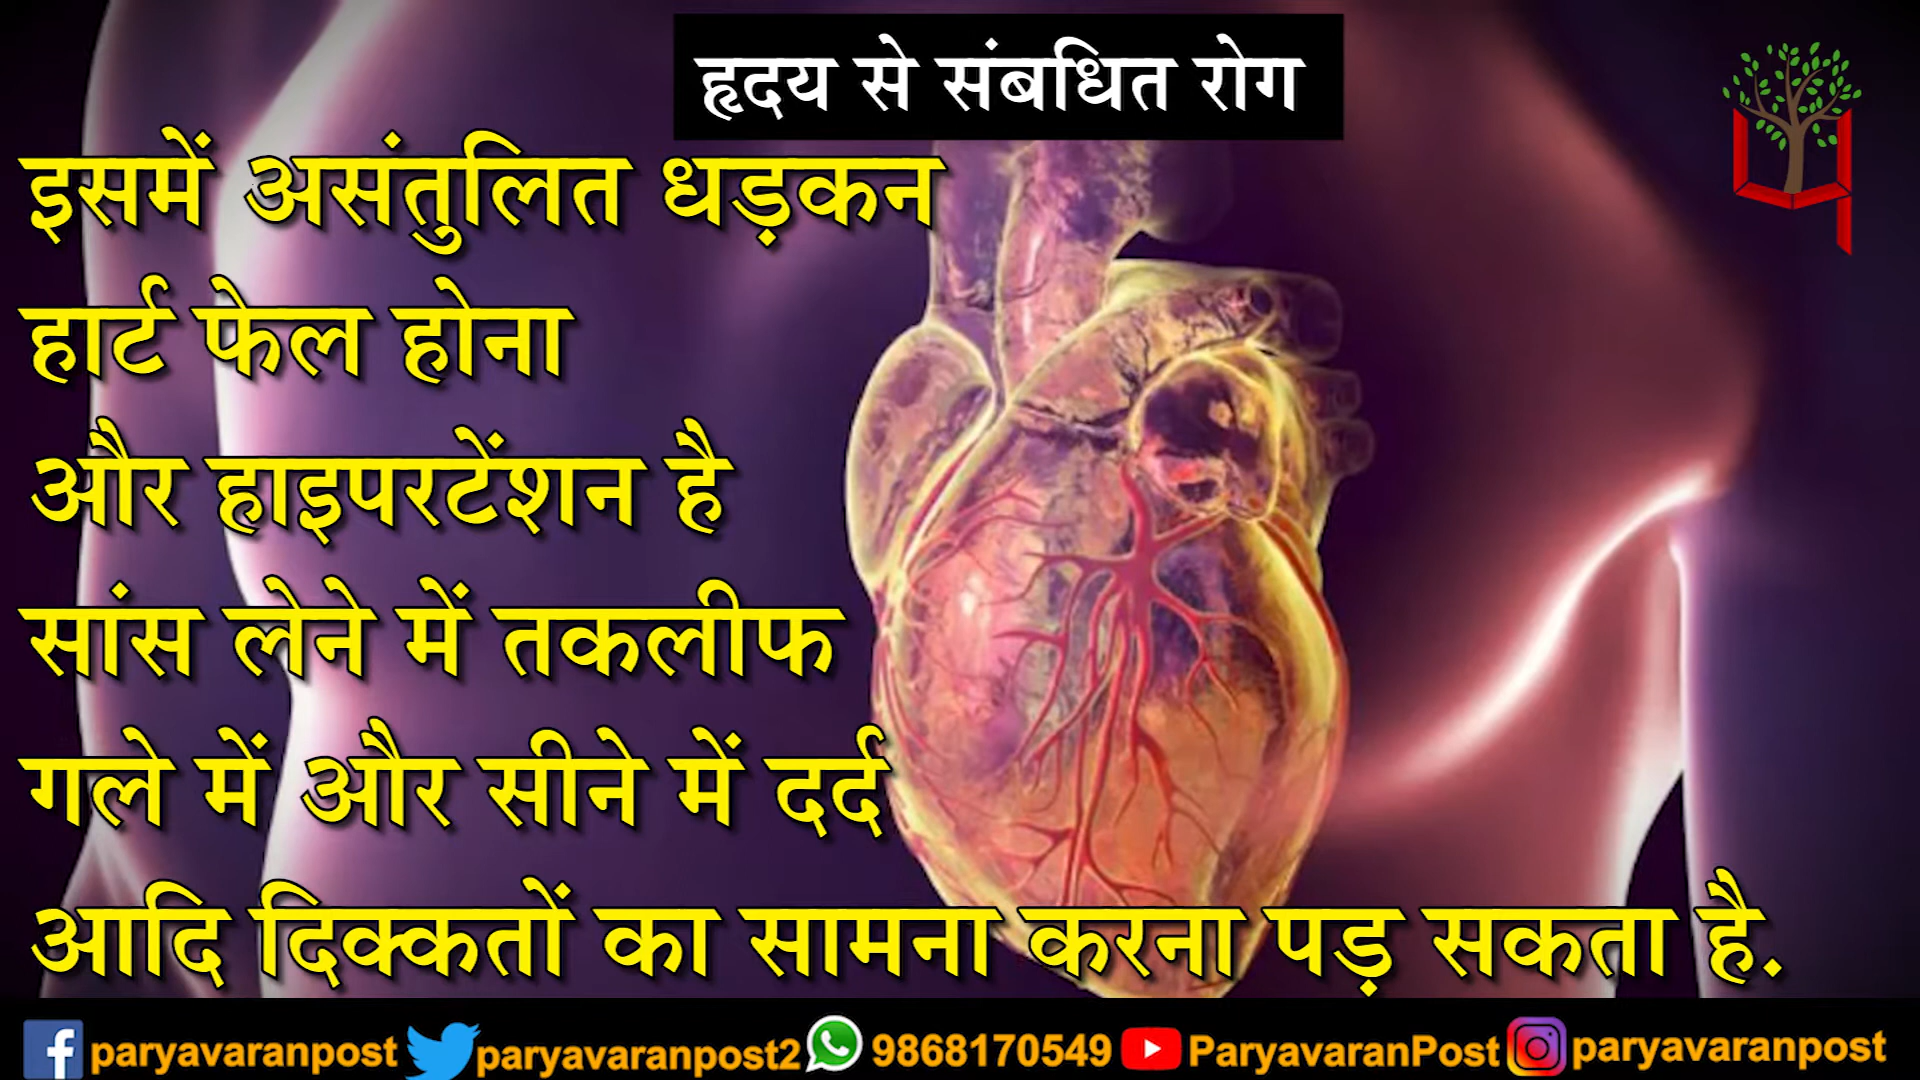 हृदय से संबधित रोग
इसमें असंतुलित धड़कन
हार्ट फेल होना
और हाइपरटेंशन है
सांस लेने में तकलीफ
गले में और सीने में दर्द
आदि दिक्कतों का सामना करना पड़ सकता है.
paryavaranpost paryavaranpost2 9868170549 ParyavaranPost paryavaranpost